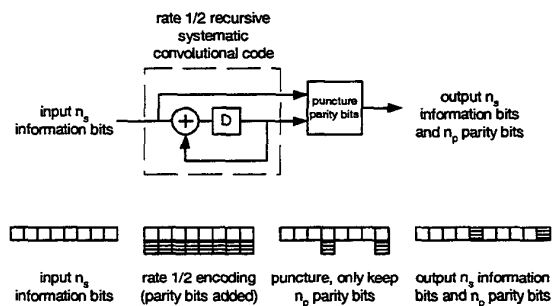 rate 1/2 recursive
systematic
convolutional code
input n_s
information bits
+
D
puncture
parity bits
output n_s
information bits
and n_p parity bits
input n_s
information bits
rate 1/2 encoding
(parity bits added)
puncture, only keep
n_p parity bits
output n_s information
bits and n_p parity bits